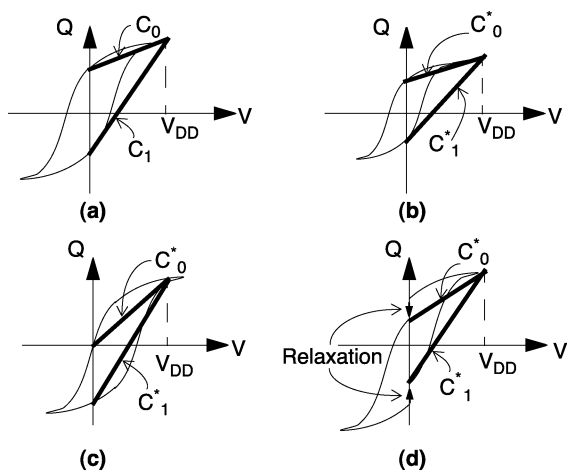 Q
C0
VDD
V
C1
(a)
Q
C*0
VDD
V
C*1
(b)
Q
C*0
VDD
V
C*1
(c)
Q
C*0
Relaxation
VDD
V
C*1
(d)